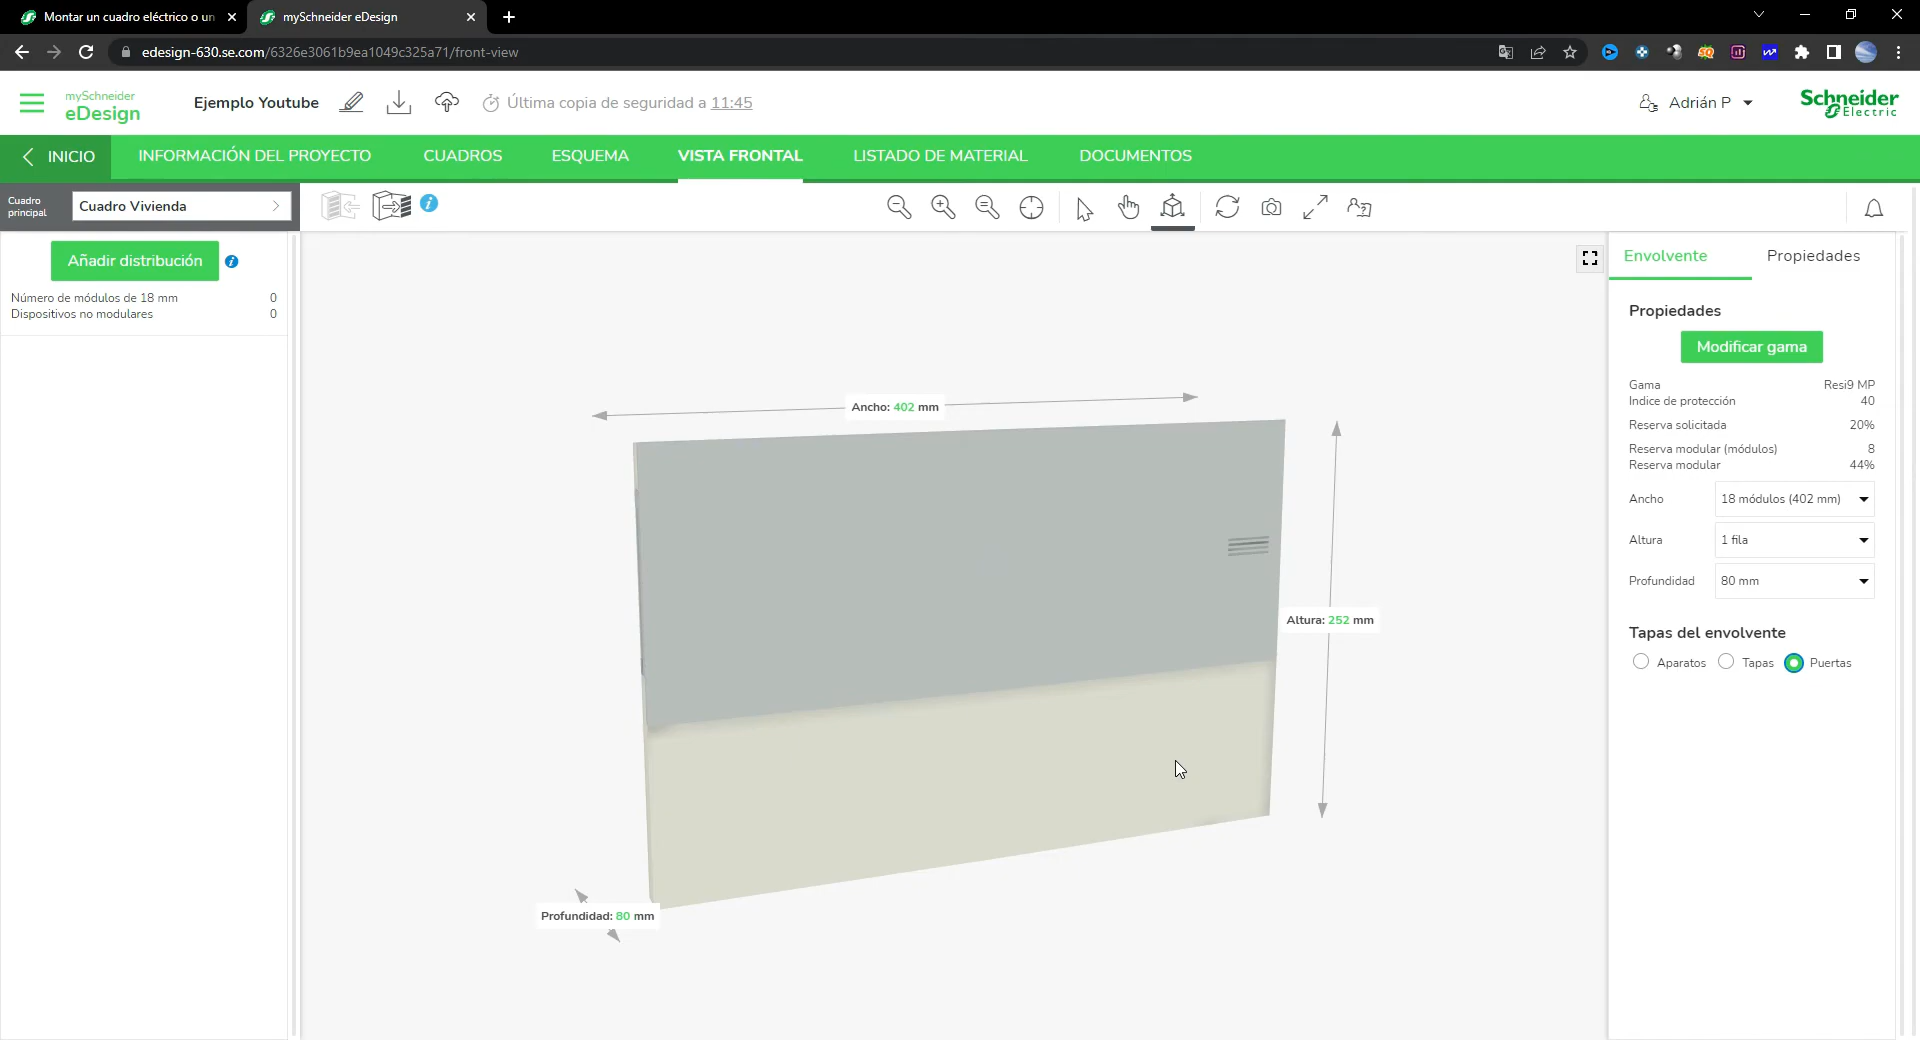 Montar un cuadro eléctrico o un
mySchneider eDesign
edesign-630.se.com/6326e3061b9ea1049c325a71/front-view
mySchneider
eDesign
Ejemplo Youtube
Última copia de seguridad a 11:45
Adrián P
Schneider
Electric
INICIO
INFORMACIÓN DEL PROYECTO
CUADROS
ESQUEMA
VISTA FRONTAL
LISTADO DE MATERIAL
DOCUMENTOS
Cuadro
principal
Cuadro Vivienda
Añadir distribución
Número de módulos de 18 mm 0
Dispositivos no modulares 0
Ancho: 402 mm
Altura: 252 mm
Profundidad: 80 mm
Envolvente
Propiedades
Propiedades
Modificar gama
Gama Resi9 MP
Indice de protección 40
Reserva solicitada 20%
Reserva modular (módulos) 8
Reserva modular 44%
Ancho 18 módulos (402 mm)
Altura 1 fila
Profundidad 80 mm
Tapas del envolvente
Aparatos Tapas Puertas